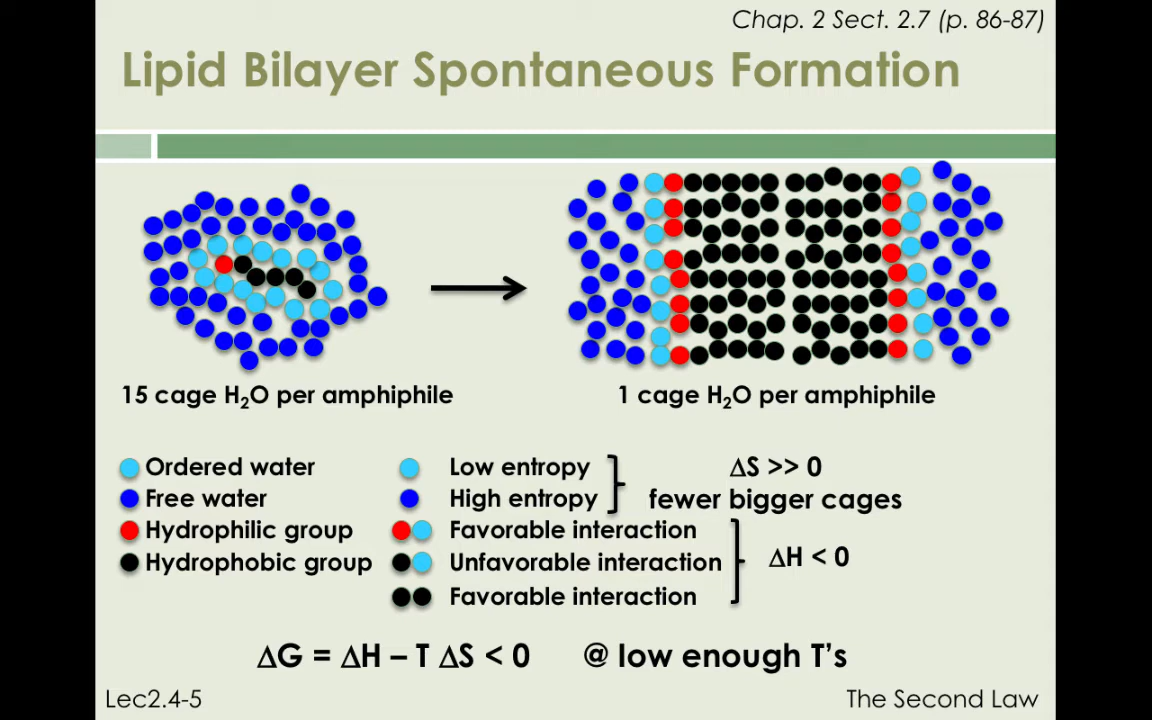 Chap. 2 Sect. 2.7 (p. 86-87)
Lipid Bilayer Spontaneous Formation
15 cage H₂O per amphiphile
1 cage H₂O per amphiphile
Ordered water
Low entropy
ΔS >> 0
Free water
High entropy
fewer bigger cages
Hydrophilic group
Favorable interaction
Hydrophobic group
Unfavorable interaction
ΔH < 0
Favorable interaction
ΔG = ΔH – T ΔS < 0 @ low enough T’s
Lec2.4-5
The Second Law